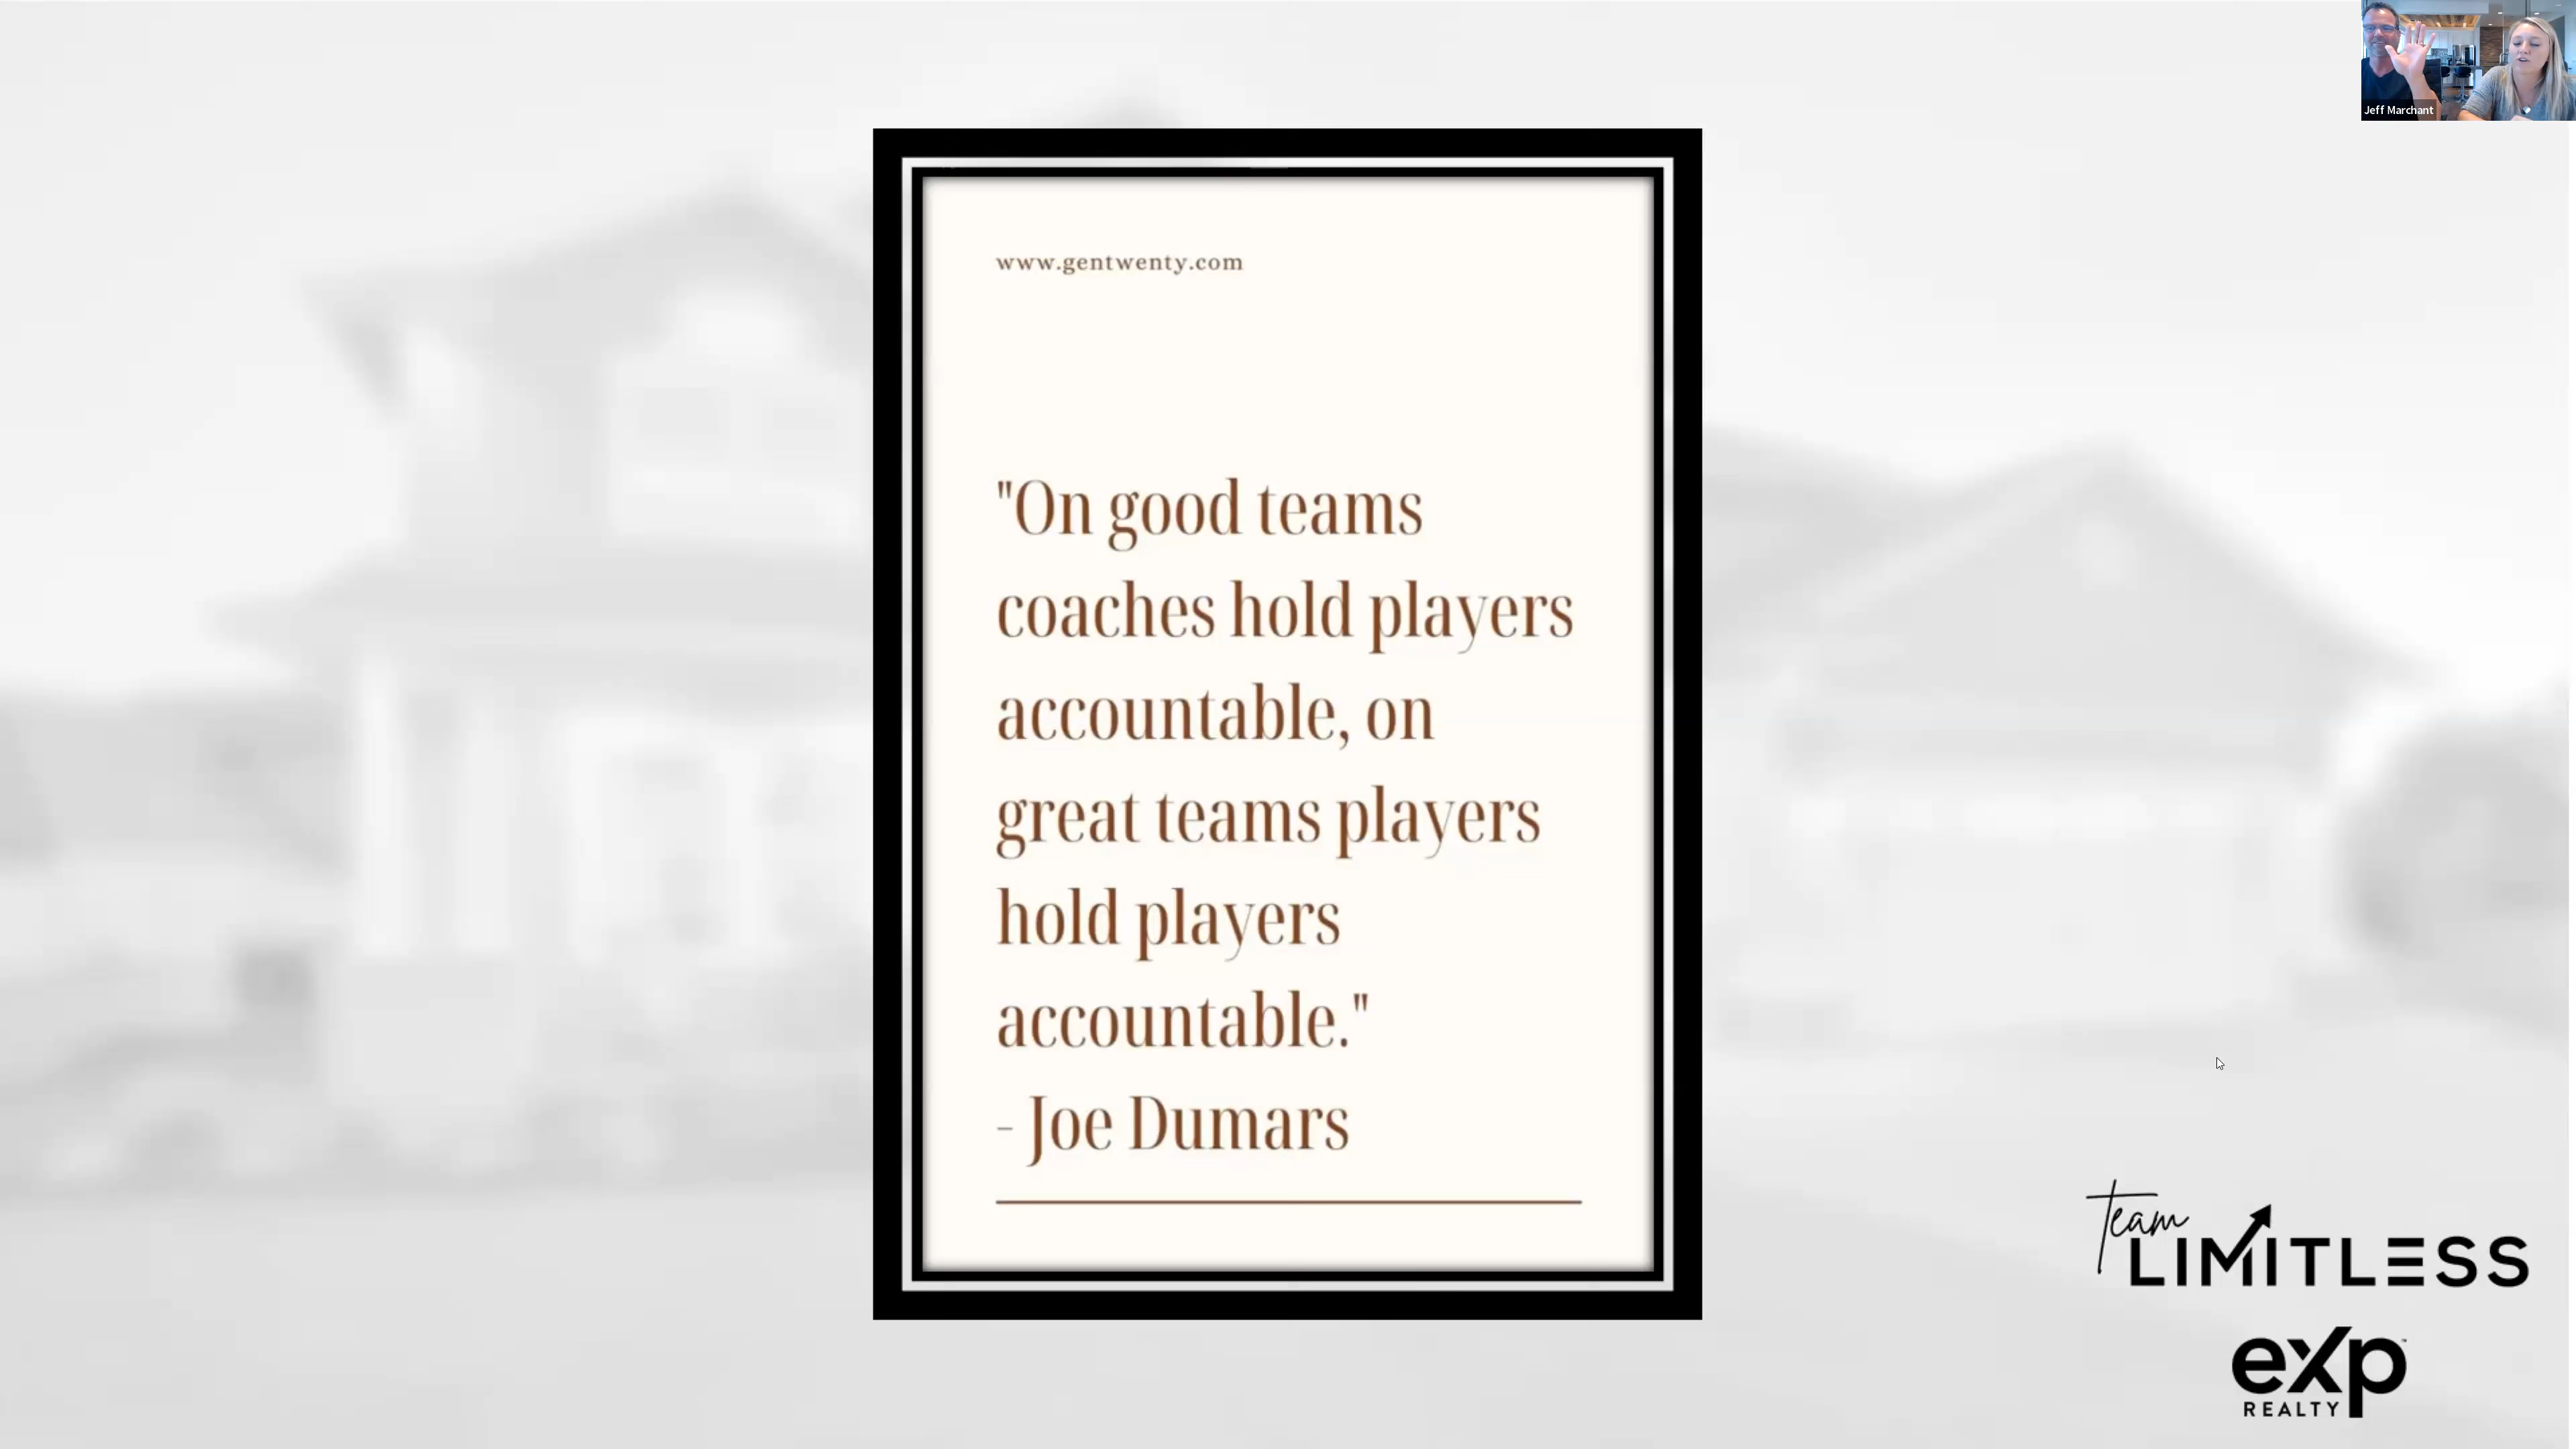 Jeff Marchant
www.gentwenty.com
"On good teams
coaches hold players
accountable, on
great teams players
hold players
accountable."
- Joe Dumars
Team
LIMITLESS
eXp
REALTY